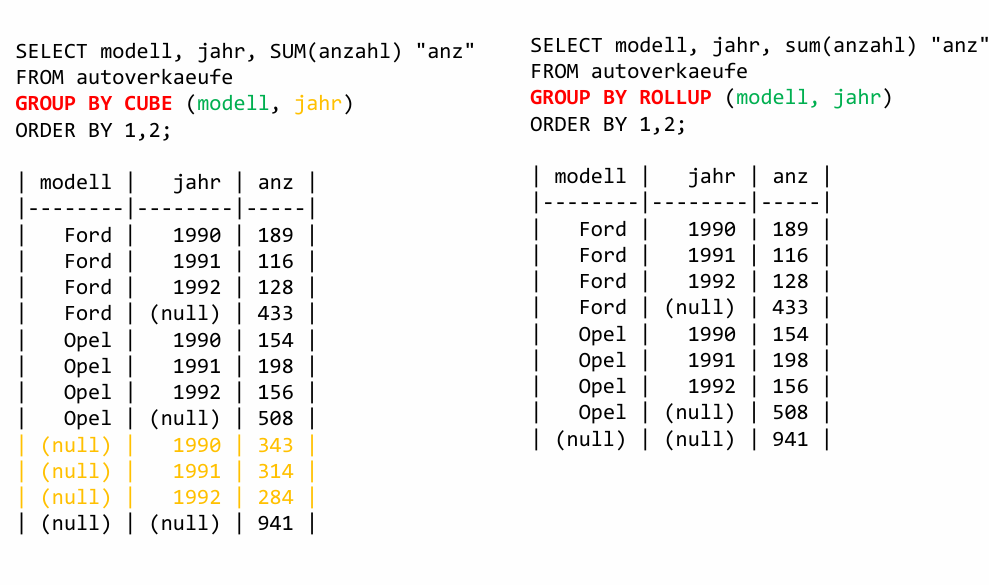 SELECT modell, jahr, SUM(anzahl) "anz"
FROM autoverkaeufe
GROUP BY CUBE (modell, jahr)
ORDER BY 1,2;
| modell |   jahr | anz |
|--------|--------|-----|
|   Ford |   1990 | 189 |
|   Ford |   1991 | 116 |
|   Ford |   1992 | 128 |
|   Ford | (null) | 433 |
|   Opel |   1990 | 154 |
|   Opel |   1991 | 198 |
|   Opel |   1992 | 156 |
|   Opel | (null) | 508 |
| (null) |   1990 | 343 |
| (null) |   1991 | 314 |
| (null) |   1992 | 284 |
| (null) | (null) | 941 |
SELECT modell, jahr, sum(anzahl) "anz"
FROM autoverkaeufe
GROUP BY ROLLUP (modell, jahr)
ORDER BY 1,2;
| modell |   jahr | anz |
|--------|--------|-----|
|   Ford |   1990 | 189 |
|   Ford |   1991 | 116 |
|   Ford |   1992 | 128 |
|   Ford | (null) | 433 |
|   Opel |   1990 | 154 |
|   Opel |   1991 | 198 |
|   Opel |   1992 | 156 |
|   Opel | (null) | 508 |
| (null) | (null) | 941 |